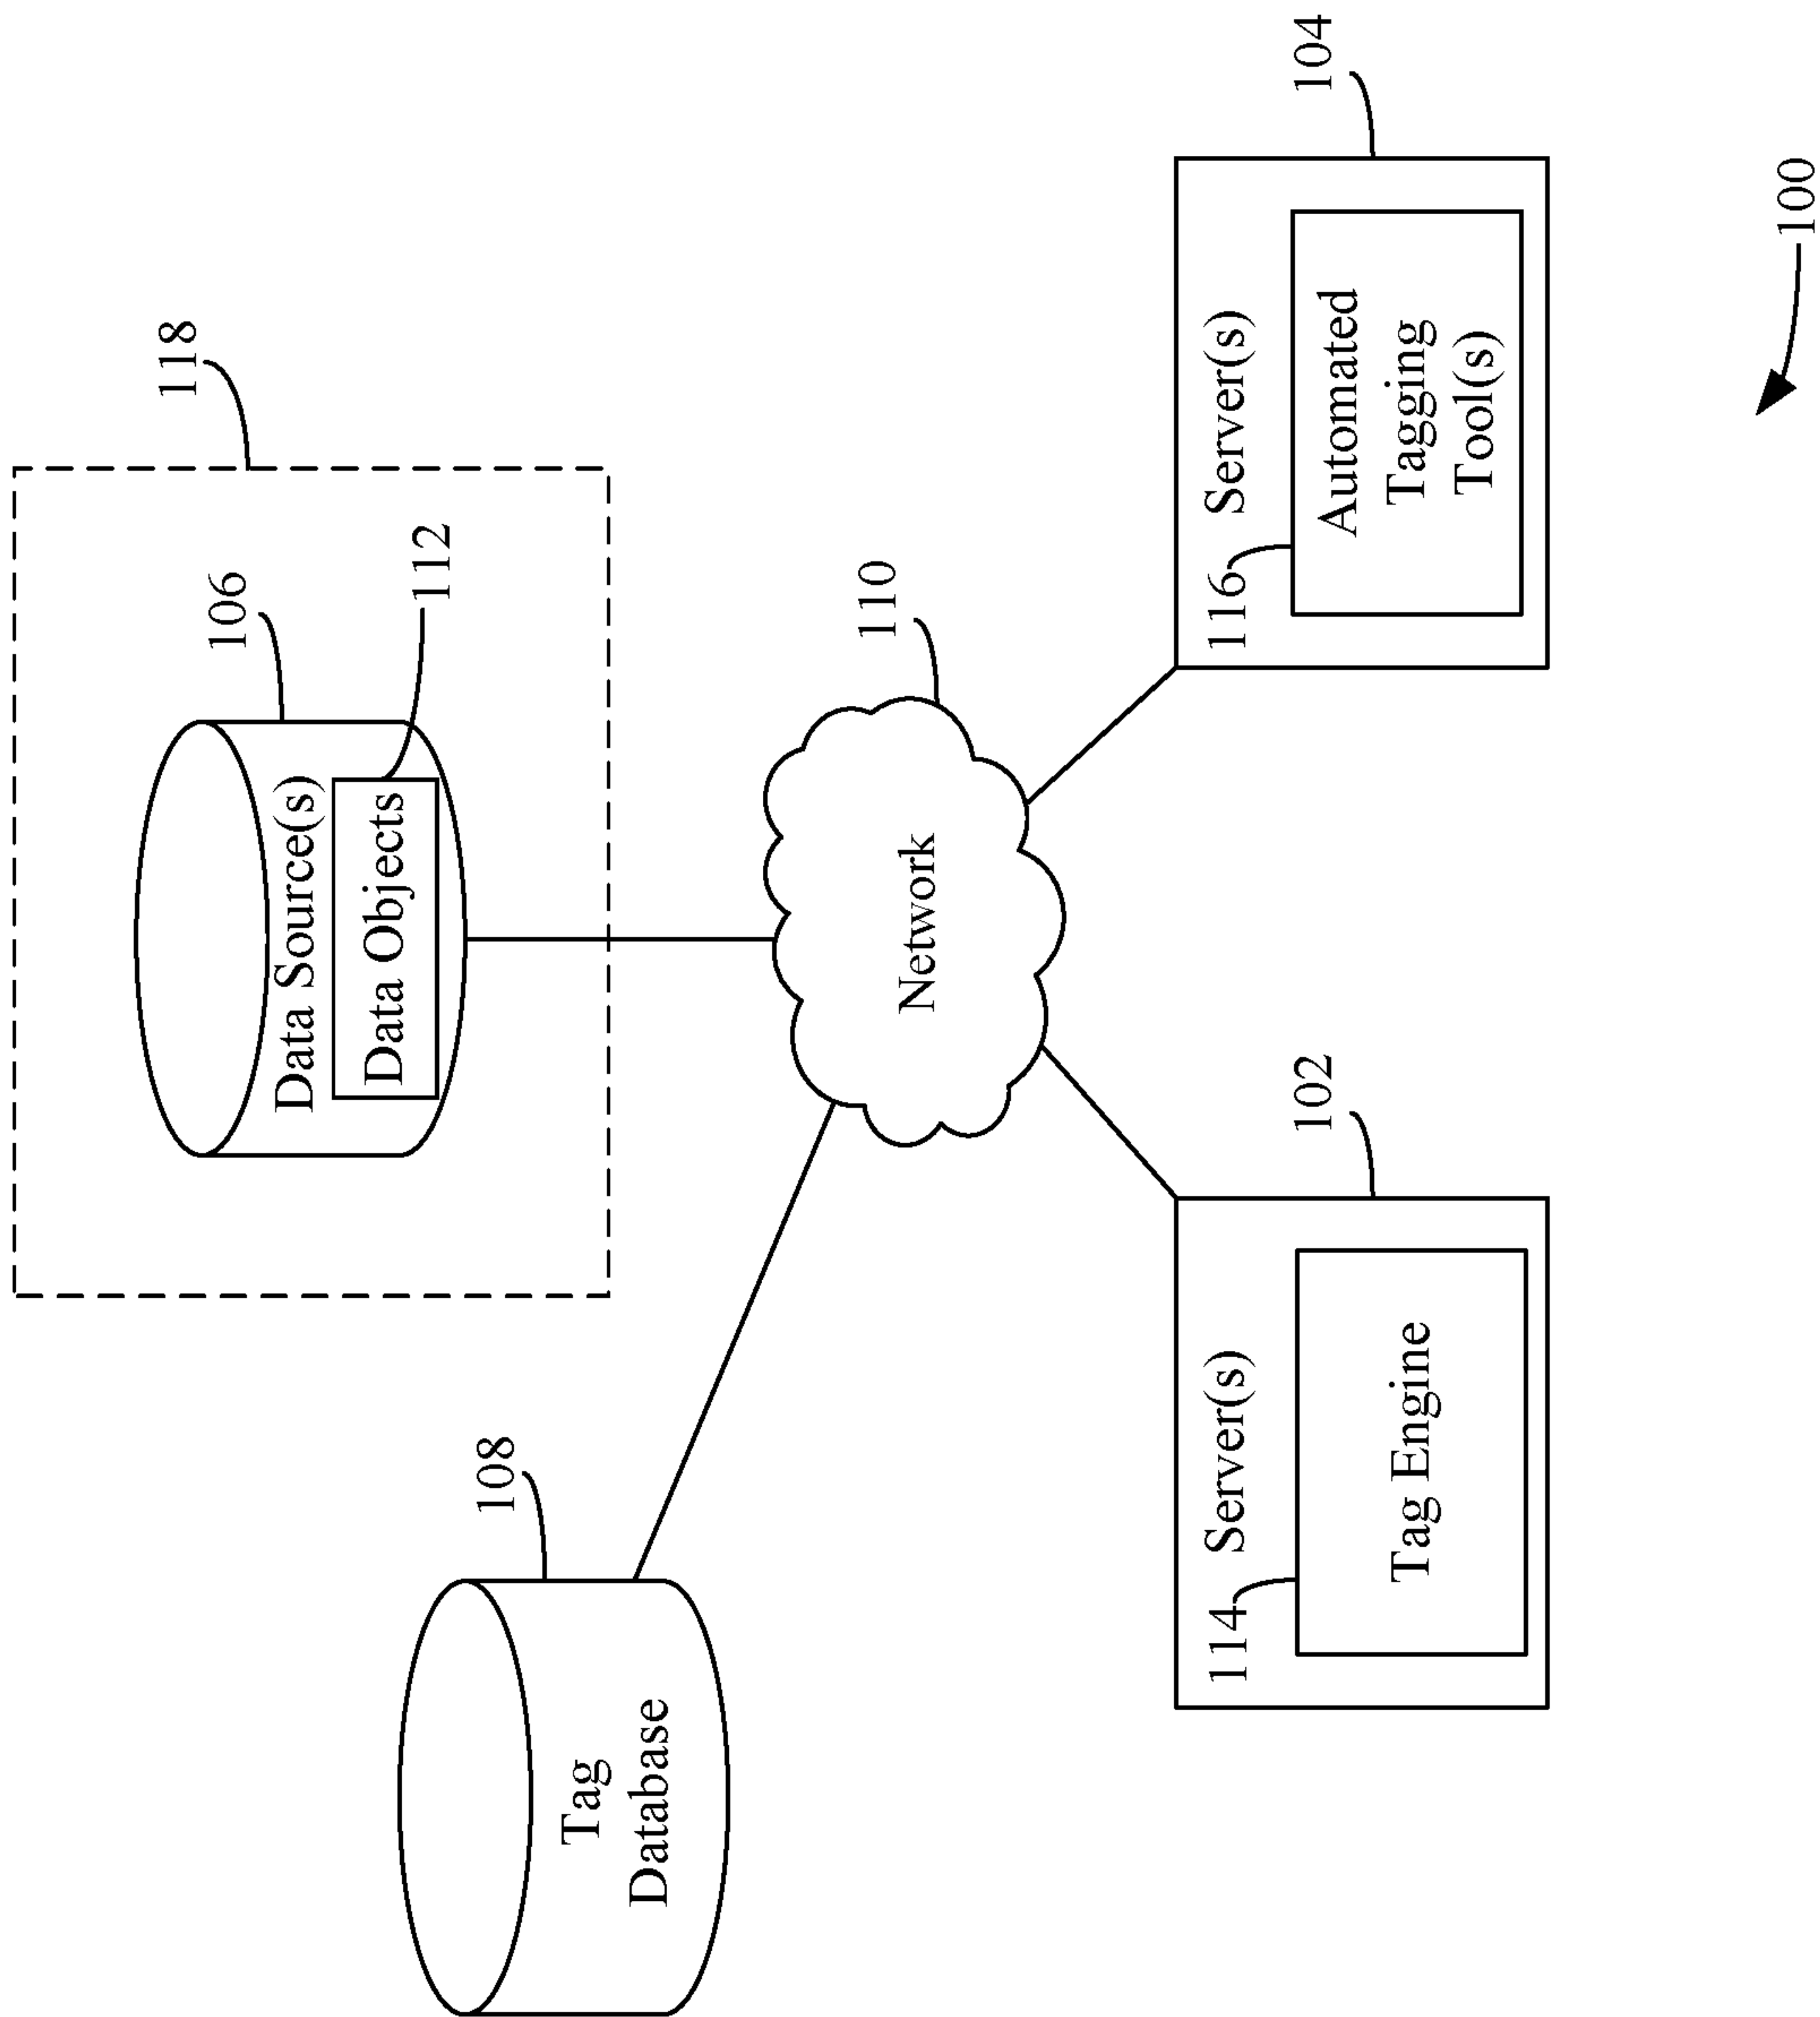 118
106
Data Source(s)
Data Objects
112
108
Tag
Database
110
Network
102
Server(s)
114
Tag Engine
104
Server(s)
116
Automated
Tagging
Tool(s)
100